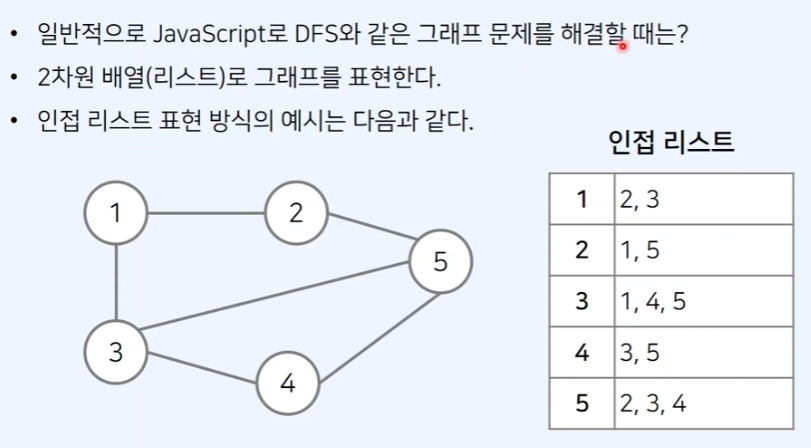 • 일반적으로 JavaScript로 DFS와 같은 그래프 문제를 해결할 때는?
• 2차원 배열(리스트)로 그래프를 표현한다.
• 인접 리스트 표현 방식의 예시는 다음과 같다.
인접 리스트
1 2, 3
2 1, 5
3 1, 4, 5
4 3, 5
5 2, 3, 4
1
2
5
3
4